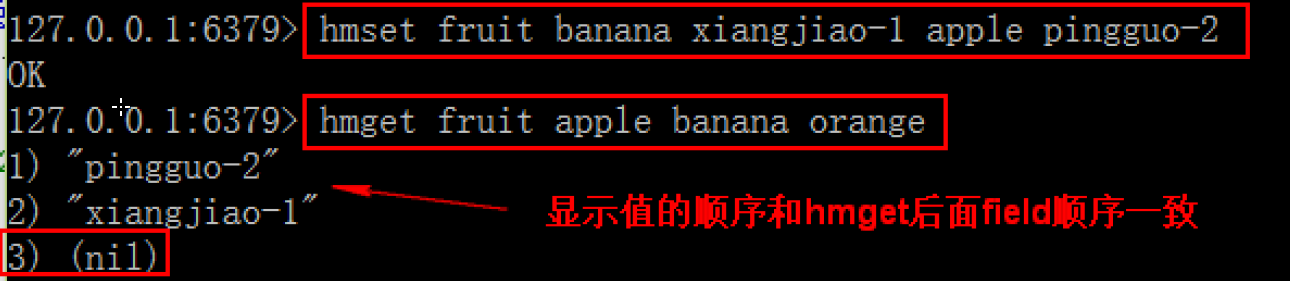 127.0.0.1:6379> hmset fruit banana xiangjiao-1 apple pingguo-2
OK
127.0.0.1:6379> hmget fruit apple banana orange
1) "pingguo-2"
2) "xiangjiao-1"
显示值的顺序和hmget后面field顺序一致
3) (nil)